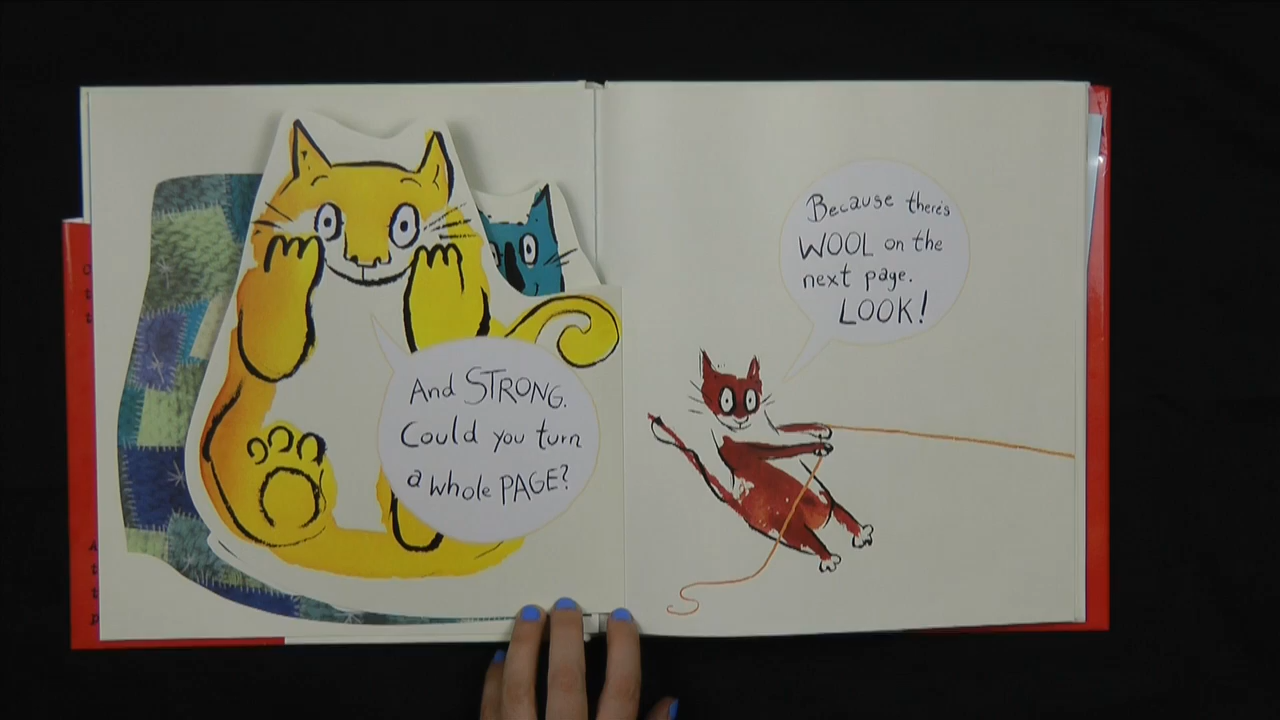 And STRONG.
Could you turn
a whole PAGE?
Because there's
WOOL on the
next page.
LOOK!